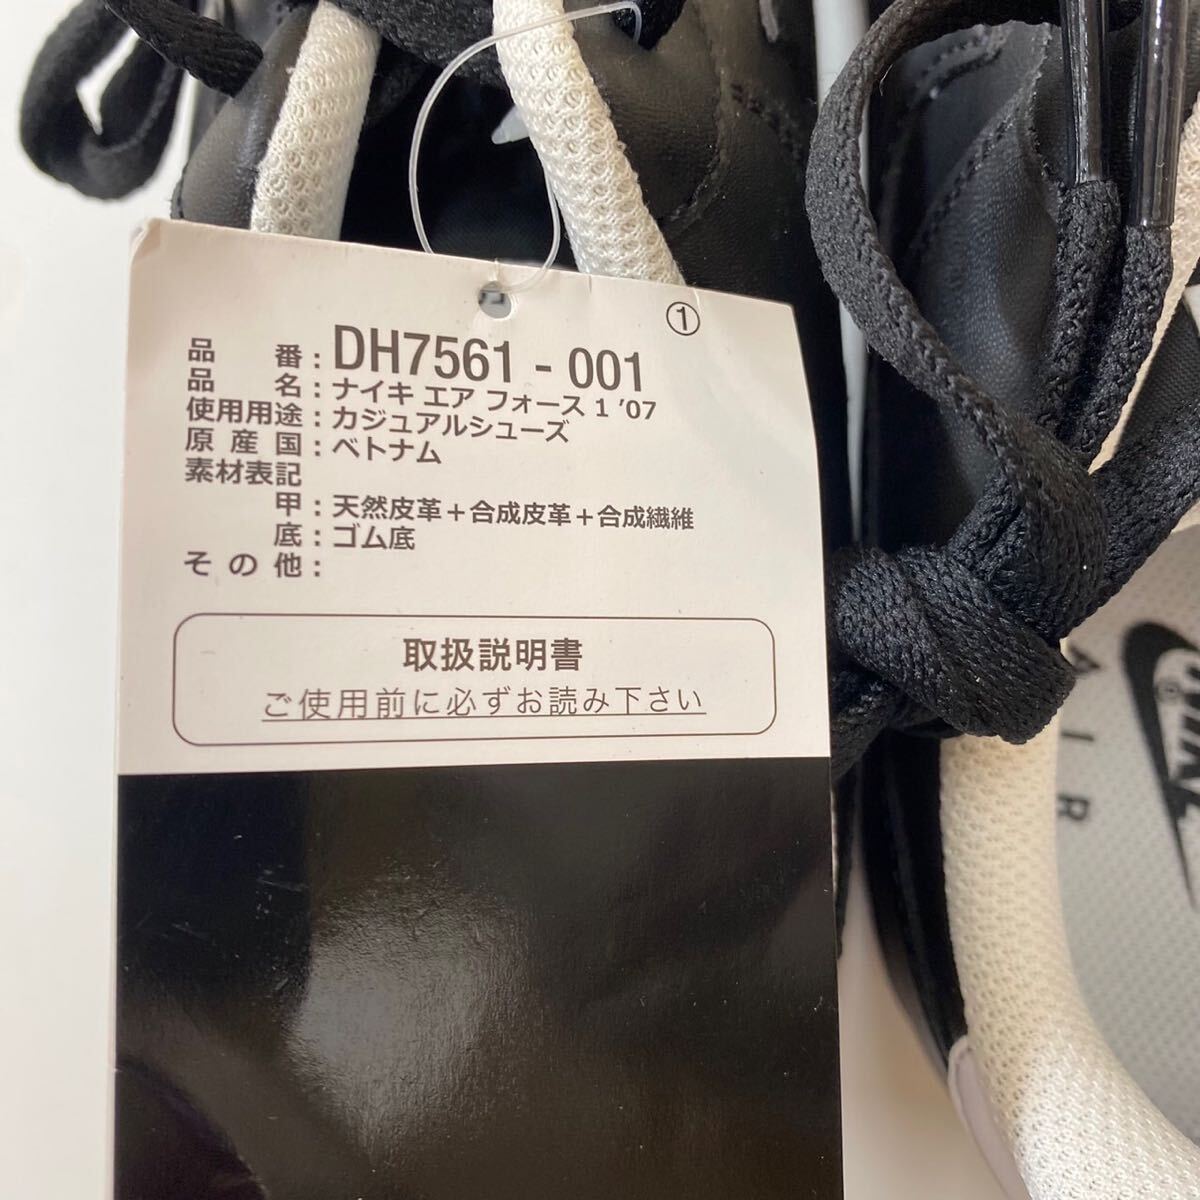 ①
品番：DH7561 - 001
品名：ナイキ エア フォース 1 '07
使用用途：カジュアルシューズ
原産国：ベトナム
素材表記
甲：天然皮革＋合成皮革＋合成繊維
底：ゴム底
その他：
取扱説明書
ご使用前に必ずお読み下さい
NIKE
AIR